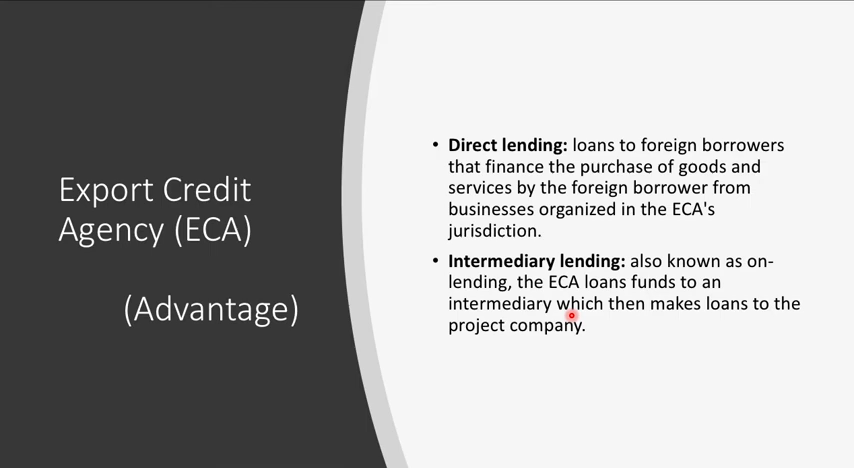 Export Credit
Agency (ECA)
(Advantage)
• Direct lending: loans to foreign borrowers
that finance the purchase of goods and
services by the foreign borrower from
businesses organized in the ECA's
jurisdiction.
• Intermediary lending: also known as on-
lending, the ECA loans funds to an
intermediary which then makes loans to the
project company.